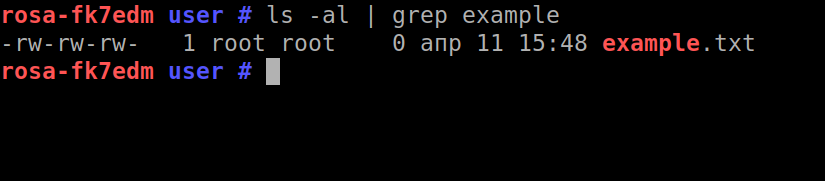 rosa-fk7edm user # ls -al | grep example
-rw-rw-rw-   1 root root    0 апр 11 15:48 example.txt
rosa-fk7edm user #